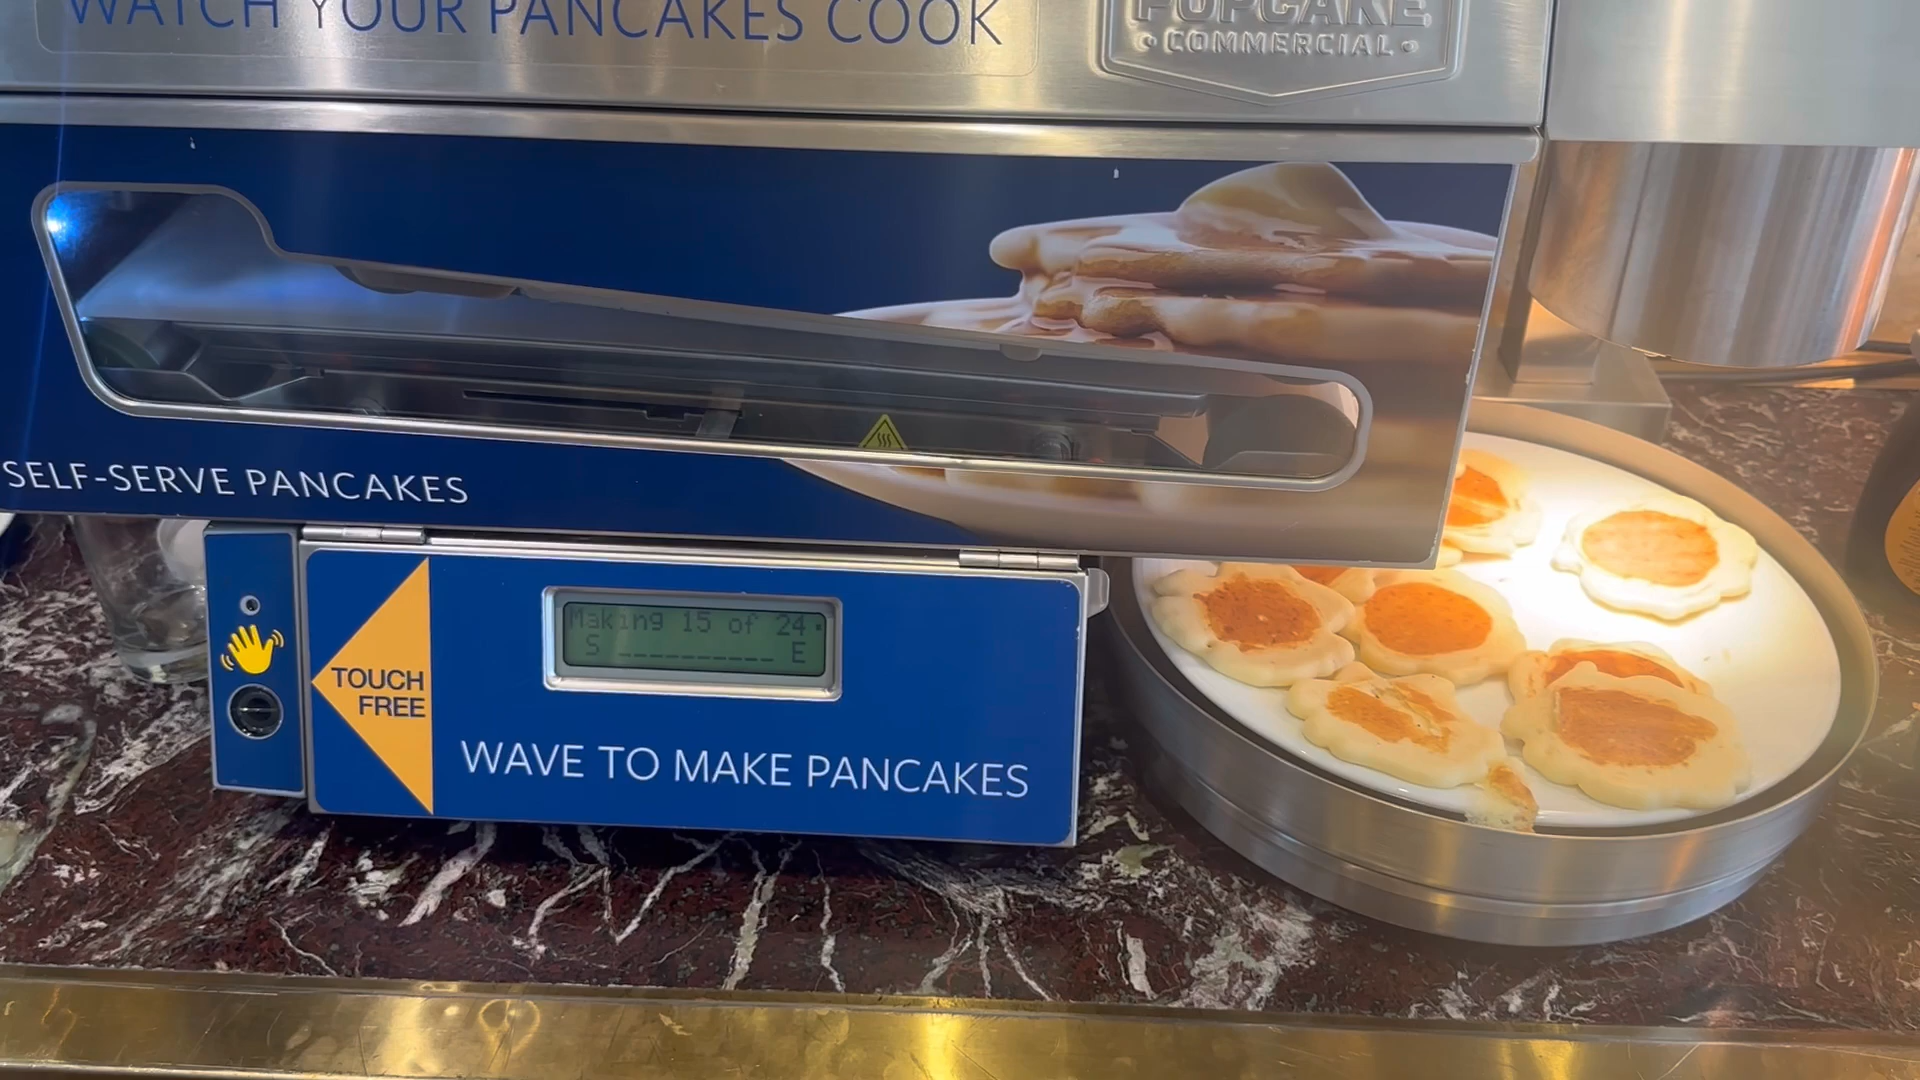 WATCH YOUR PANCAKES COOK
POPCAKE
•COMMERCIAL•
SELF-SERVE PANCAKES
Making 15 of 24
S _________ E
TOUCH
FREE
WAVE TO MAKE PANCAKES